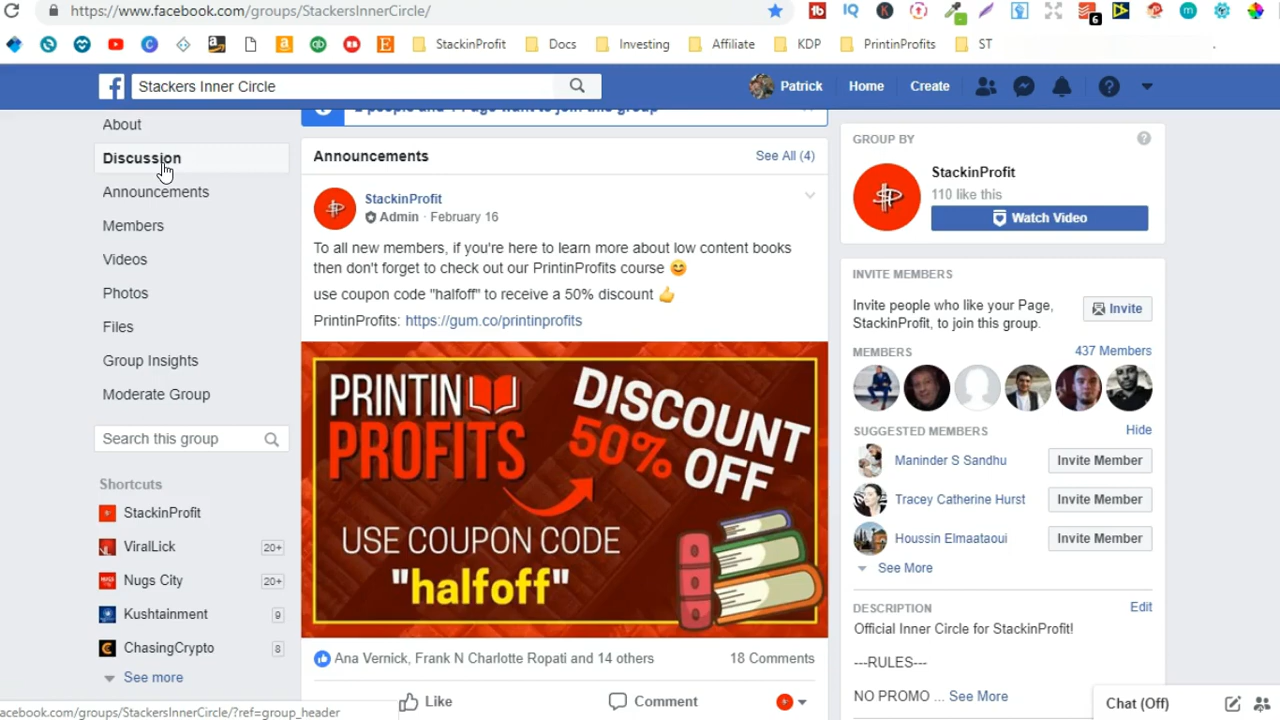 https://www.facebook.com/groups/StackersInnerCircle/
StackinProfit
Docs
Investing
Affiliate
KDP
PrintinProfits
ST
Stackers Inner Circle
Patrick
Home
Create
About
Discussion
Announcements
Members
Videos
Photos
Files
Group Insights
Moderate Group
Search this group
Shortcuts
StackinProfit
ViralLick 20+
Nugs City 20+
Kushtainment 9
ChasingCrypto 8
See more
acebook.com/groups/StackersInnerCircle/?ref=group_header
Announcements
See All (4)
StackinProfit
Admin · February 16
To all new members, if you're here to learn more about low content books
then don't forget to check out our PrintinProfits course 😊
use coupon code "halfoff" to receive a 50% discount 👍
PrintinProfits: https://gum.co/printinprofits
PRINTIN
PROFITS
DISCOUNT
50% OFF
USE COUPON CODE
"halfoff"
Ana Vernick, Frank N Charlotte Ropati and 14 others
18 Comments
Like
Comment
GROUP BY
StackinProfit
110 like this
Watch Video
INVITE MEMBERS
Invite people who like your Page,
StackinProfit, to join this group.
Invite
MEMBERS
437 Members
SUGGESTED MEMBERS
Hide
Maninder S Sandhu
Invite Member
Tracey Catherine Hurst
Invite Member
Houssin Elmaataoui
Invite Member
See More
DESCRIPTION
Edit
Official Inner Circle for StackinProfit!
---RULES---
NO PROMO ... See More
Chat (Off)